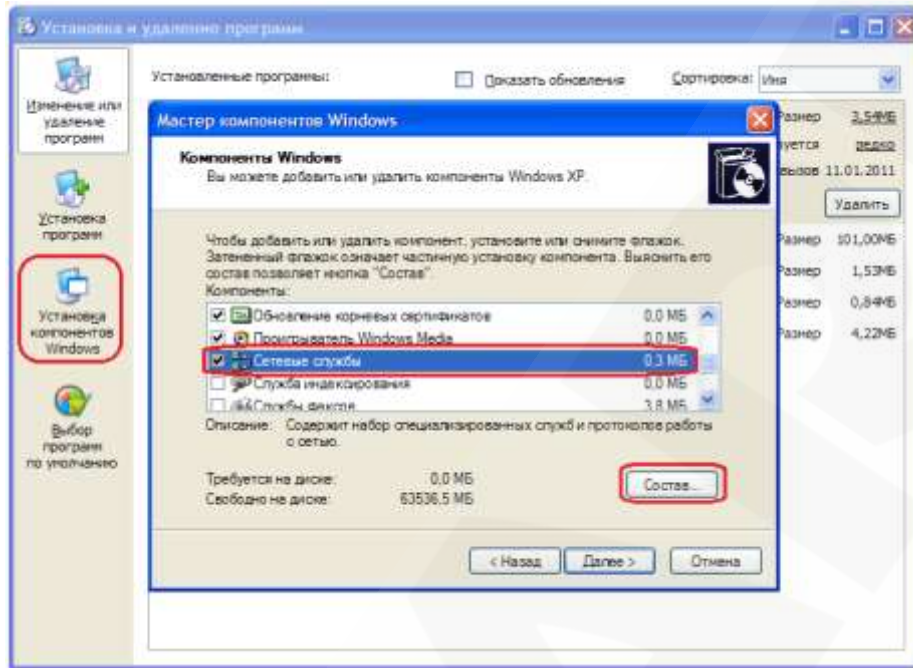 Установка и удаление программ
Изменение или
удаление
программ
Установка
программ
Установка
компонентов
Windows
Выбор
программ
по умолчанию
Установленные программы:
Показать обновления
Сортировка: Имя
Размер 3,54МБ
уется редко
вызов 11.01.2011
Удалить
Размер 101,00МБ
Размер 1,53МБ
Размер 0,84МБ
Размер 4,22МБ
Мастер компонентов Windows
Компоненты Windows
Вы можете добавить или удалить компоненты Windows XP.
Чтобы добавить или удалить компонент, установите или снимите флажок.
Затененный флажок означает частичную установку компонента. Выяснить его
состав позволяет кнопка "Состав".
Компоненты:
Обновление корневых сертификатов 0.0 МБ
Проигрыватель Windows Media 0.0 МБ
Сетевые службы 0.3 МБ
Служба индексирования 0.0 МБ
Службы факсов 3.8 МБ
Описание: Содержит набор специализированных служб и протоколов работы
с сетью.
Требуется на диске: 0.0 МБ
Свободно на диске: 63536.5 МБ
Состав...
< Назад
Далее >
Отмена